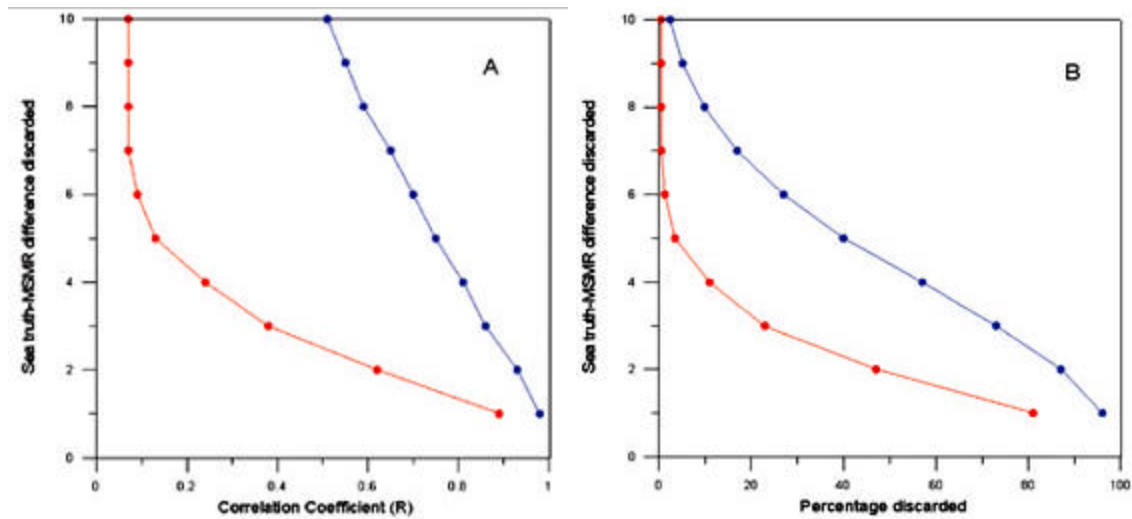 10
8
6
4
2
0
Sea truth-MSMR difference discarded
A
0 0.2 0.4 0.6 0.8 1
Correlation Coefficient (R)
10
8
6
4
2
0
Sea truth-MSMR difference discarded
B
0 20 40 60 80 100
Percentage discarded